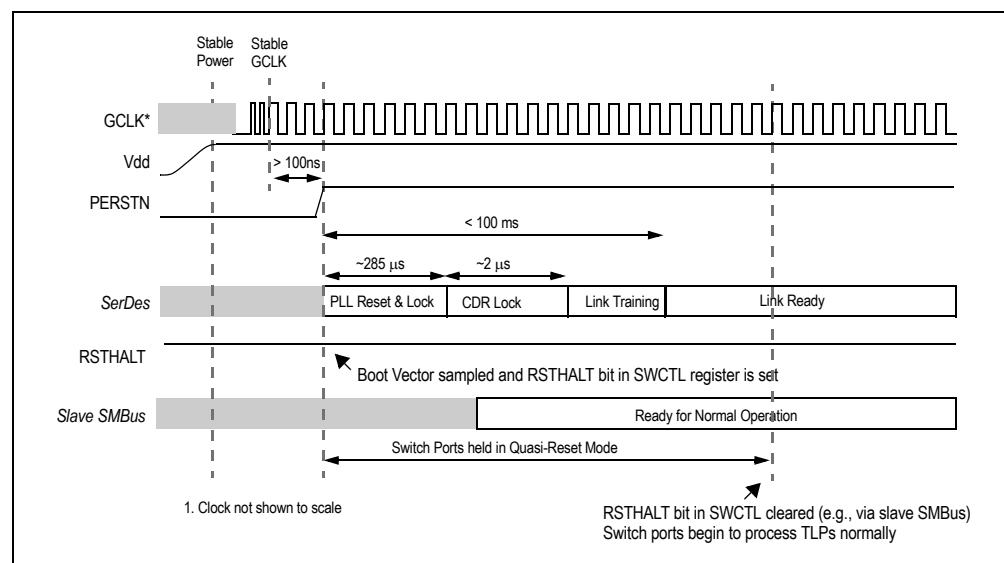 Stable Stable
Power GCLK
GCLK*
Vdd
> 100ns
PERSTN
< 100 ms
~285 μs ~2 μs
SerDes PLL Reset & Lock CDR Lock Link Training Link Ready
RSTHALT
Boot Vector sampled and RSTHALT bit in SWCTL register is set
Slave SMBus Ready for Normal Operation
Switch Ports held in Quasi-Reset Mode
1. Clock not shown to scale
RSTHALT bit in SWCTL cleared (e.g., via slave SMBus)
Switch ports begin to process TLPs normally